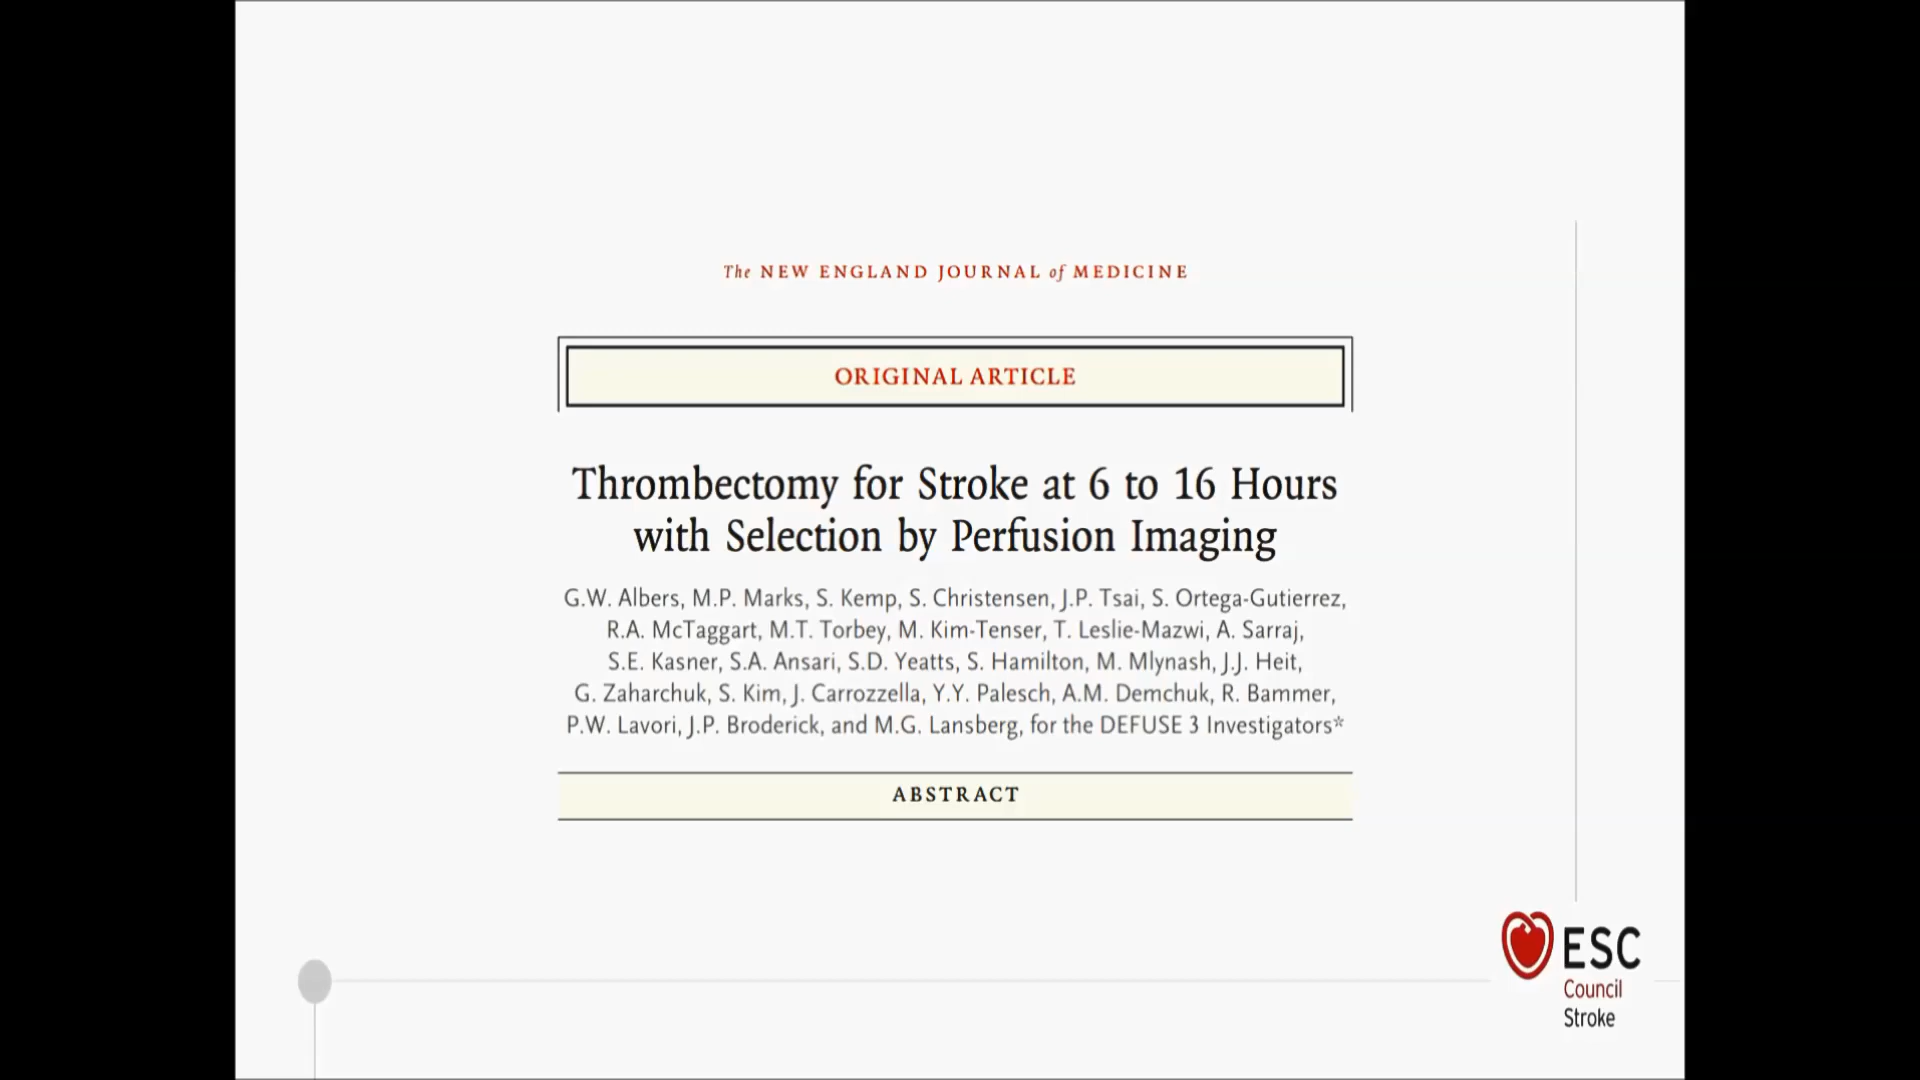 The NEW ENGLAND JOURNAL of MEDICINE
ORIGINAL ARTICLE
Thrombectomy for Stroke at 6 to 16 Hours
with Selection by Perfusion Imaging
G.W. Albers, M.P. Marks, S. Kemp, S. Christensen, J.P. Tsai, S. Ortega-Gutierrez,
R.A. McTaggart, M.T. Torbey, M. Kim-Tenser, T. Leslie-Mazwi, A. Sarraj,
S.E. Kasner, S.A. Ansari, S.D. Yeatts, S. Hamilton, M. Mlynash, J.J. Heit,
G. Zaharchuk, S. Kim, J. Carrozzella, Y.Y. Palesch, A.M. Demchuk, R. Bammer,
P.W. Lavori, J.P. Broderick, and M.G. Lansberg, for the DEFUSE 3 Investigators*
ABSTRACT
ESC
Council
Stroke